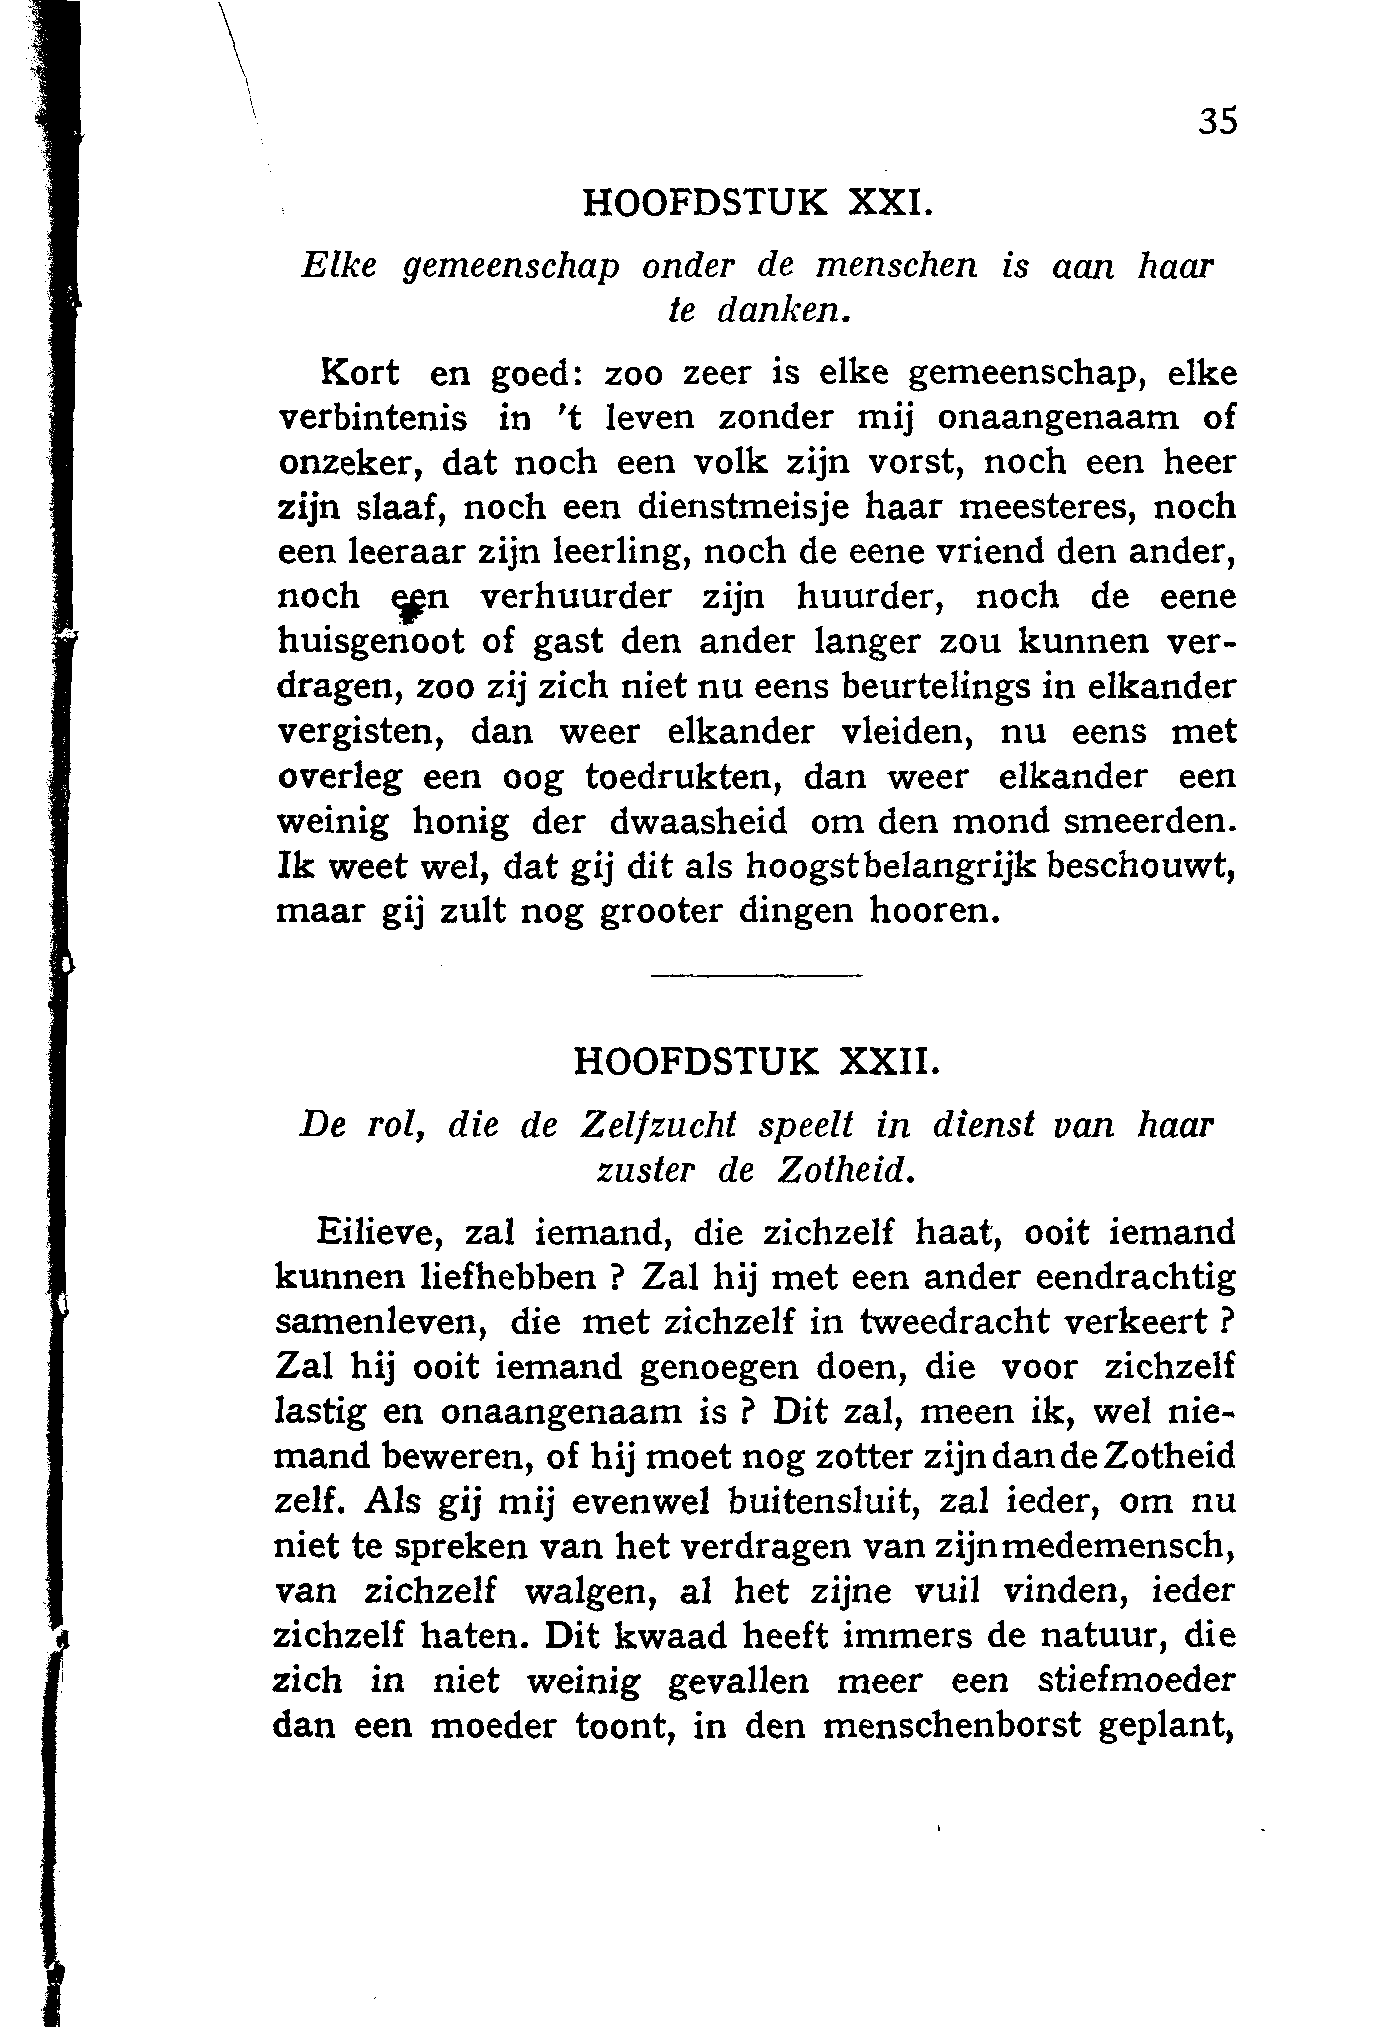 35
HOOFDSTUK XXI.
Elke gemeenschap onder de menschen is aan haar
te danken.
Kort en goed: zoo zeer is elke gemeenschap, elke
verbintenis in 't leven zonder mij onaangenaam of
onzeker, dat noch een volk zijn vorst, noch een heer
zijn slaaf, noch een dienstmeisje haar meesteres, noch
een leeraar zijn leerling, noch de eene vriend den ander,
noch een verhuurder zijn huurder, noch de eene
huisgenoot of gast den ander langer zou kunnen ver-
dragen, zoo zij zich niet nu eens beurtelings in elkander
vergisten, dan weer elkander vleiden, nu eens met
overleg een oog toedrukten, dan weer elkander een
weinig honig der dwaasheid om den mond smeerden.
Ik weet wel, dat gij dit als hoogstbelangrijk beschouwt,
maar gij zult nog grooter dingen hooren.
HOOFDSTUK XXII.
De rol, die de Zelfzucht speelt in dienst van haar
zuster de Zotheid.
Eilieve, zal iemand, die zichzelf haat, ooit iemand
kunnen liefhebben ? Zal hij met een ander eendrachtig
samenleven, die met zichzelf in tweedracht verkeert ?
Zal hij ooit iemand genoegen doen, die voor zichzelf
lastig en onaangenaam is ? Dit zal, meen ik, wel nie-
mand beweren, of hij moet nog zotter zijn dan de Zotheid
zelf. Als gij mij evenwel buitensluit, zal ieder, om nu
niet te spreken van het verdragen van zijn medemensch,
van zichzelf walgen, al het zijne vuil vinden, ieder
zichzelf haten. Dit kwaad heeft immers de natuur, die
zich in niet weinig gevallen meer een stiefmoeder
dan een moeder toont, in den menschenborst geplant,